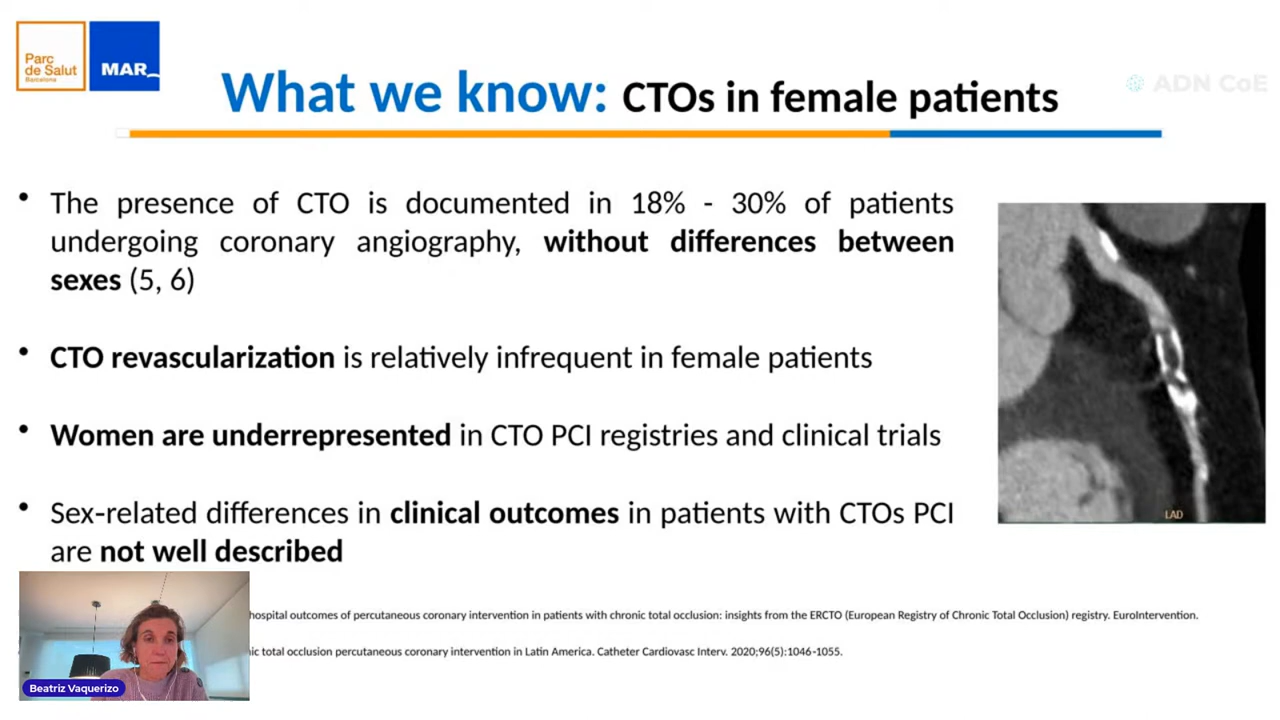 Parc
de Salut
Barcelona
MAR
What we know: CTOs in female patients
ADN CoE
• The presence of CTO is documented in 18% - 30% of patients
undergoing coronary angiography, without differences between
sexes (5, 6)
• CTO revascularization is relatively infrequent in female patients
• Women are underrepresented in CTO PCI registries and clinical trials
• Sex-related differences in clinical outcomes in patients with CTOs PCI
are not well described
LAD
hospital outcomes of percutaneous coronary intervention in patients with chronic total occlusion: insights from the ERCTO (European Registry of Chronic Total Occlusion) registry. EuroIntervention.
total occlusion percutaneous coronary intervention in Latin America. Catheter Cardiovasc Interv. 2020;96(5):1046-1055.
Beatriz Vaquerizo